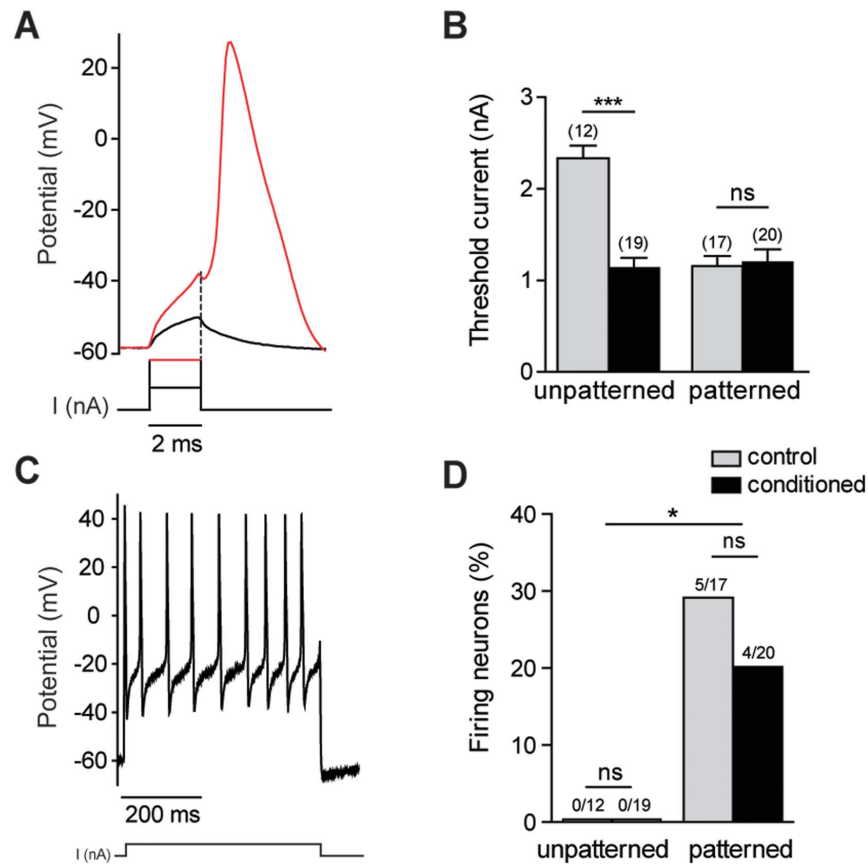 A
Potential (mV)
20
0
-20
-40
-60
I (nA)
2 ms
B
Threshold current (nA)
3
2
1
0
***
(12)
(19)
ns
(17)
(20)
unpatterned
patterned
control
conditioned
C
Potential (mV)
40
20
0
-20
-40
-60
200 ms
I (nA)
D
Firing neurons (%)
40
30
20
10
0
*
ns
5/17
4/20
ns
0/12
0/19
unpatterned
patterned